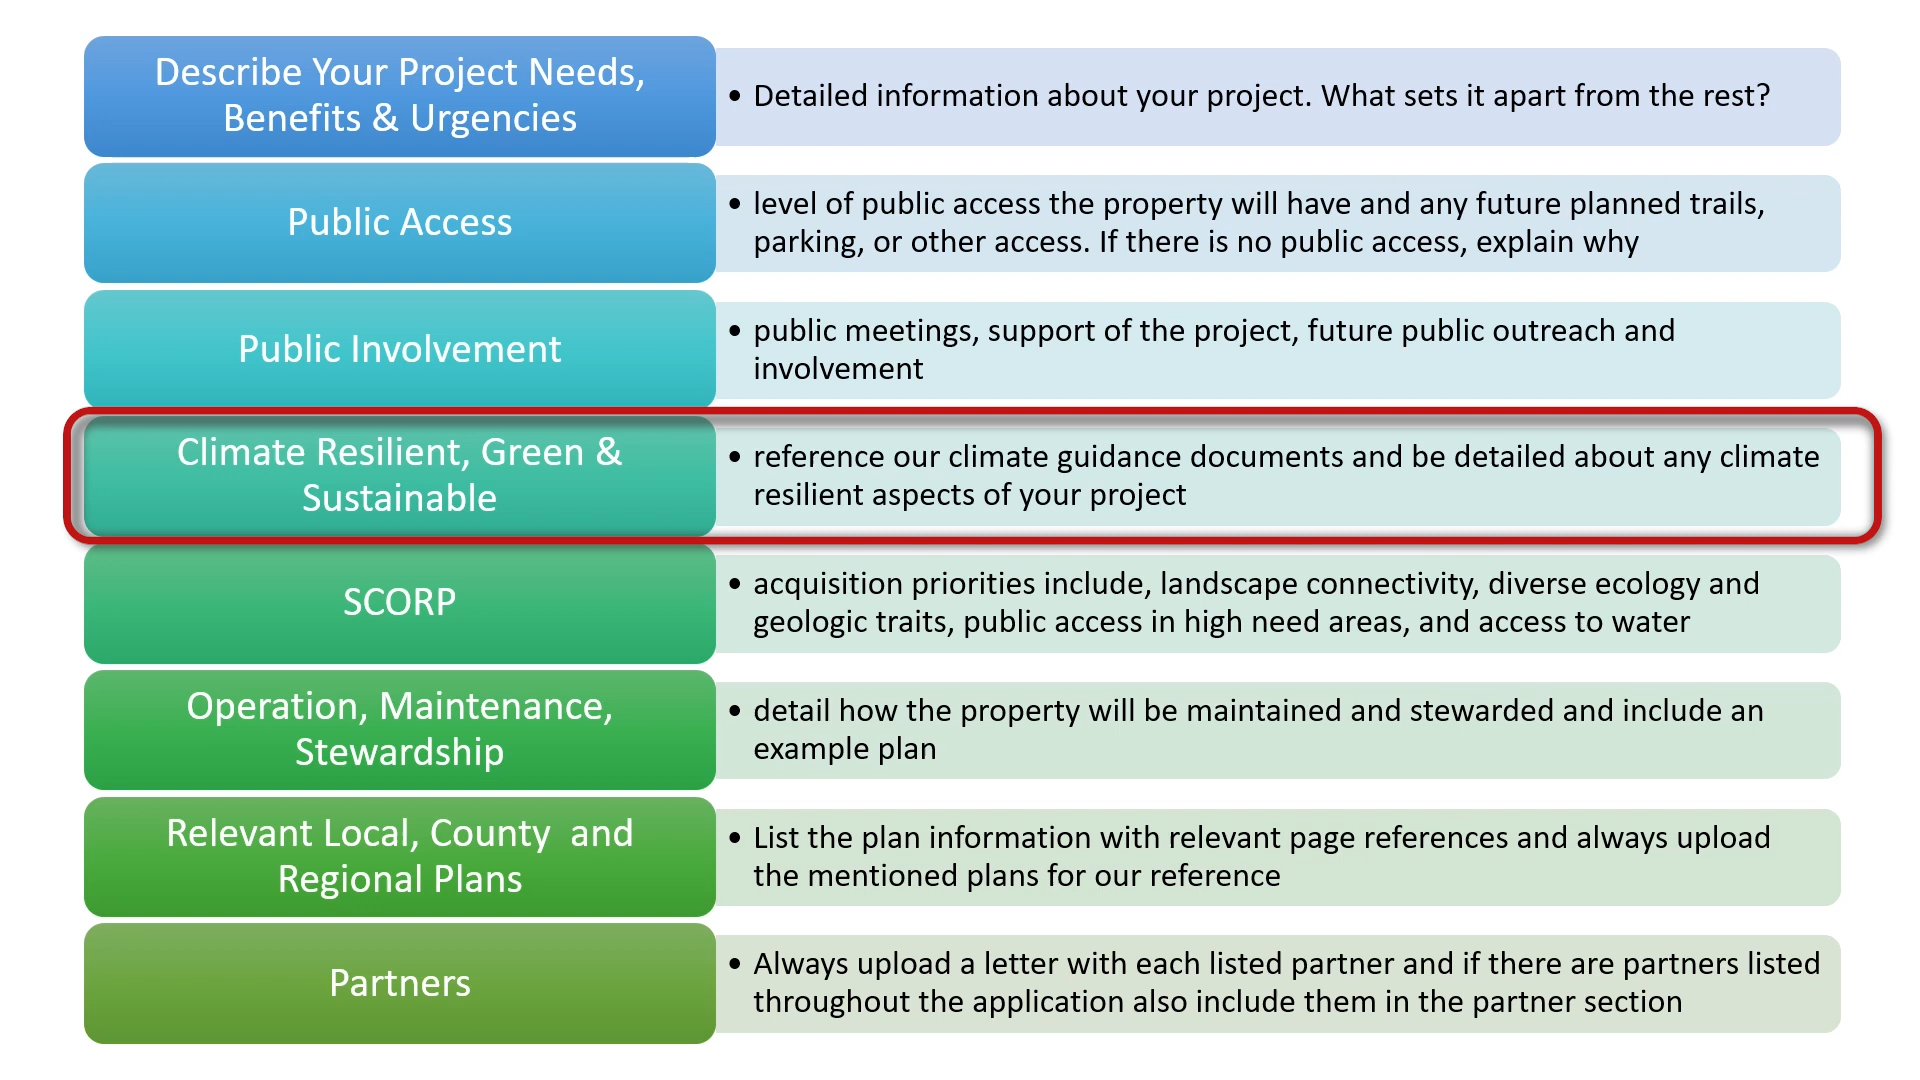 Describe Your Project Needs,
Benefits & Urgencies
• Detailed information about your project. What sets it apart from the rest?
Public Access
• level of public access the property will have and any future planned trails,
parking, or other access. If there is no public access, explain why
Public Involvement
• public meetings, support of the project, future public outreach and
involvement
Climate Resilient, Green &
Sustainable
• reference our climate guidance documents and be detailed about any climate
resilient aspects of your project
SCORP
• acquisition priorities include, landscape connectivity, diverse ecology and
geologic traits, public access in high need areas, and access to water
Operation, Maintenance,
Stewardship
• detail how the property will be maintained and stewarded and include an
example plan
Relevant Local, County  and
Regional Plans
• List the plan information with relevant page references and always upload
the mentioned plans for our reference
Partners
• Always upload a letter with each listed partner and if there are partners listed
throughout the application also include them in the partner section